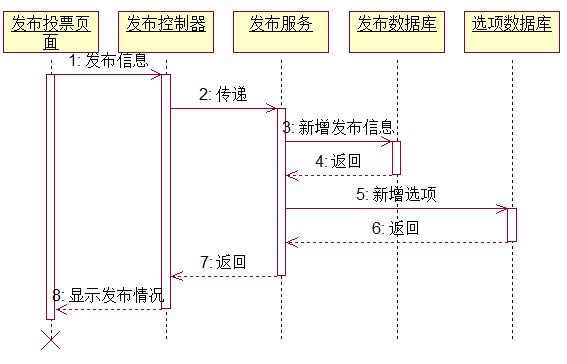 发布投票页
面
发布控制器
发布服务
发布数据库
选项数据库
1: 发布信息
2: 传递
3: 新增发布信息
4: 返回
5: 新增选项
6: 返回
7: 返回
8: 显示发布情况